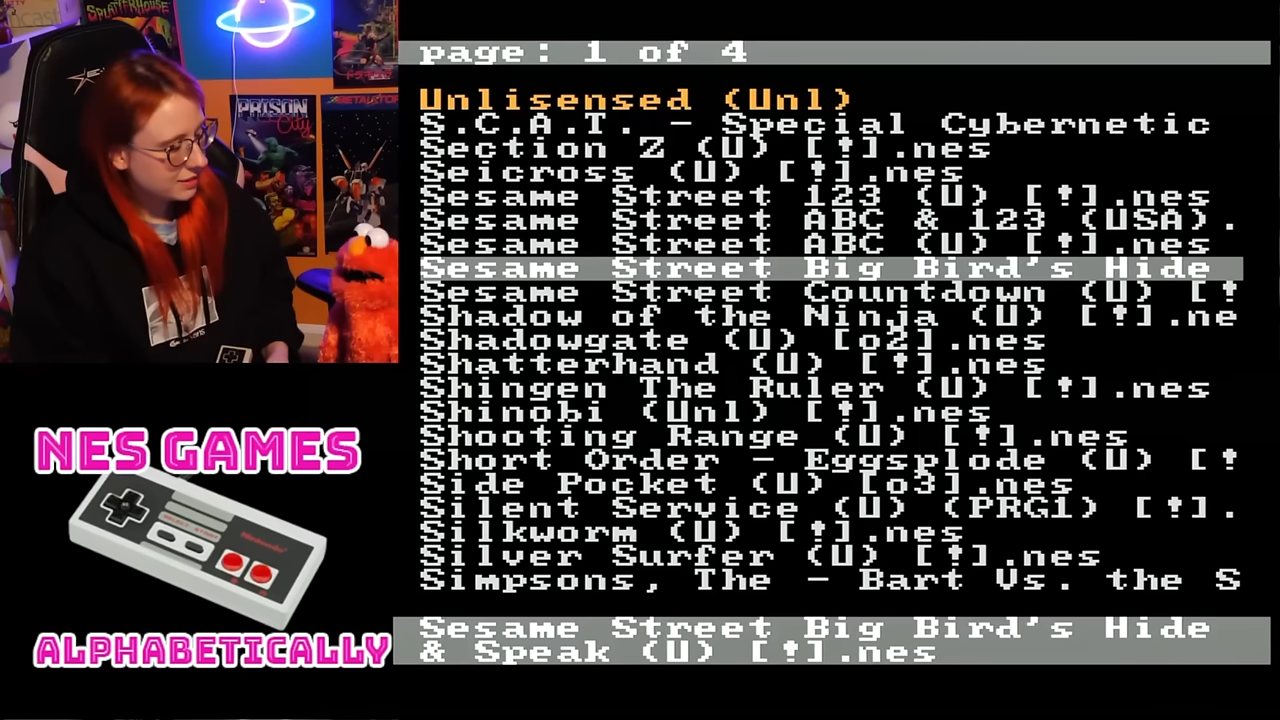 SPLATTERHOUSE
PRISON
City
page: 1 of 4
Unlisensed (Unl)
S.C.A.T. - Special Cybernetic
Section Z (U) [!].nes
Seicross (U) [!].nes
Sesame Street 123 (U) [!].nes
Sesame Street ABC & 123 (USA).
Sesame Street ABC (U) [!].nes
Sesame Street Big Bird's Hide
Sesame Street Countdown (U) [!
Shadow of the Ninja (U) [!].ne
Shadowgate (U) [o2].nes
Shatterhand (U) [!].nes
Shingen The Ruler (U) [!].nes
Shinobi (Unl) [!].nes
Shooting Range (U) [!].nes
Short Order - Eggsplode (U) [!
Side Pocket (U) [o3].nes
Silent Service (U) (PRG1) [!].
Silkworm (U) [!].nes
Silver Surfer (U) [!].nes
Simpsons, The - Bart Vs. the S
Sesame Street Big Bird's Hide
& Speak (U) [!].nes
NES GAMES
Nintendo
ALPHABETICALLY